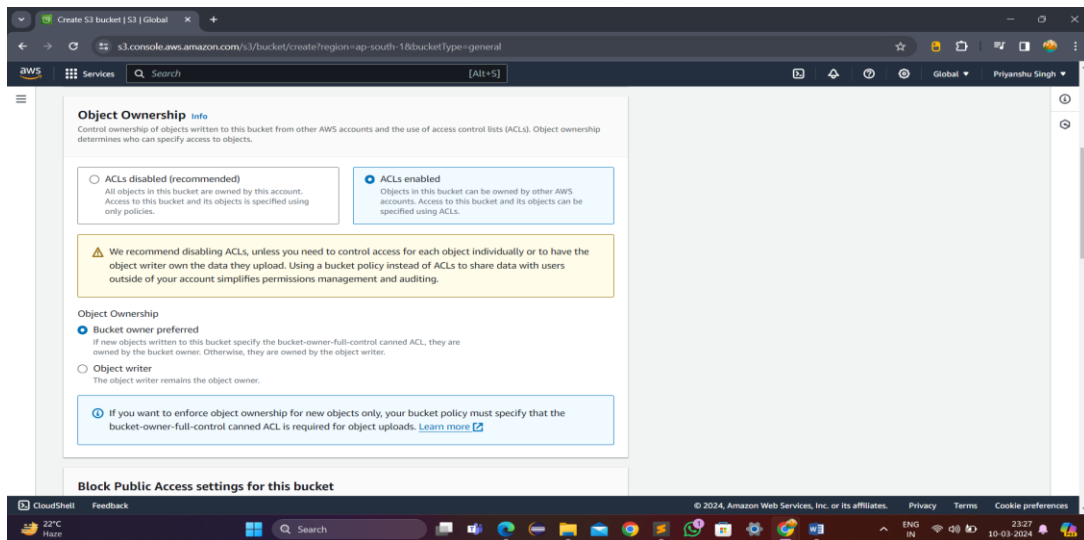 Create S3 bucket | S3 | Global
s3.console.aws.amazon.com/s3/bucket/create?region=ap-south-1&bucketType=general
aws Services Search [Alt+S] Global Priyanshu Singh
Object Ownership Info
Control ownership of objects written to this bucket from other AWS accounts and the use of access control lists (ACLs). Object ownership
determines who can specify access to objects.
ACLs disabled (recommended)
All objects in this bucket are owned by this account.
Access to this bucket and its objects is specified using
only policies.
ACLs enabled
Objects in this bucket can be owned by other AWS
accounts. Access to this bucket and its objects can be
specified using ACLs.
We recommend disabling ACLs, unless you need to control access for each object individually or to have the
object writer own the data they upload. Using a bucket policy instead of ACLs to share data with users
outside of your account simplifies permissions management and auditing.
Object Ownership
Bucket owner preferred
If new objects written to this bucket specify the bucket-owner-full-control canned ACL, they are
owned by the bucket owner. Otherwise, they are owned by the object writer.
Object writer
The object writer remains the object owner.
If you want to enforce object ownership for new objects only, your bucket policy must specify that the
bucket-owner-full-control canned ACL is required for object uploads. Learn more
Block Public Access settings for this bucket
CloudShell Feedback © 2024, Amazon Web Services, Inc. or its affiliates. Privacy Terms Cookie preferences
22°C
Haze
Search
ENG
IN
23:27
10-03-2024